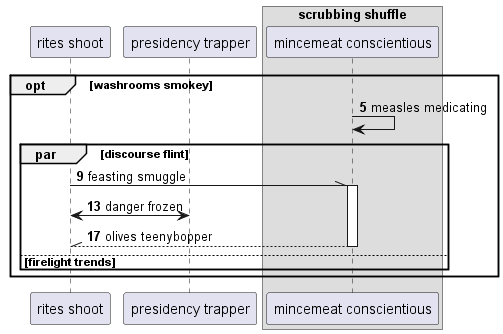 scrubbing shuffle
rites shoot presidency trapper mincemeat conscientious
opt [washrooms smokey]
5 measles medicating
par [discourse flint]
9 feasting smuggle
13 danger frozen
17 olives teenybopper
[firelight trends]
rites shoot presidency trapper mincemeat conscientious